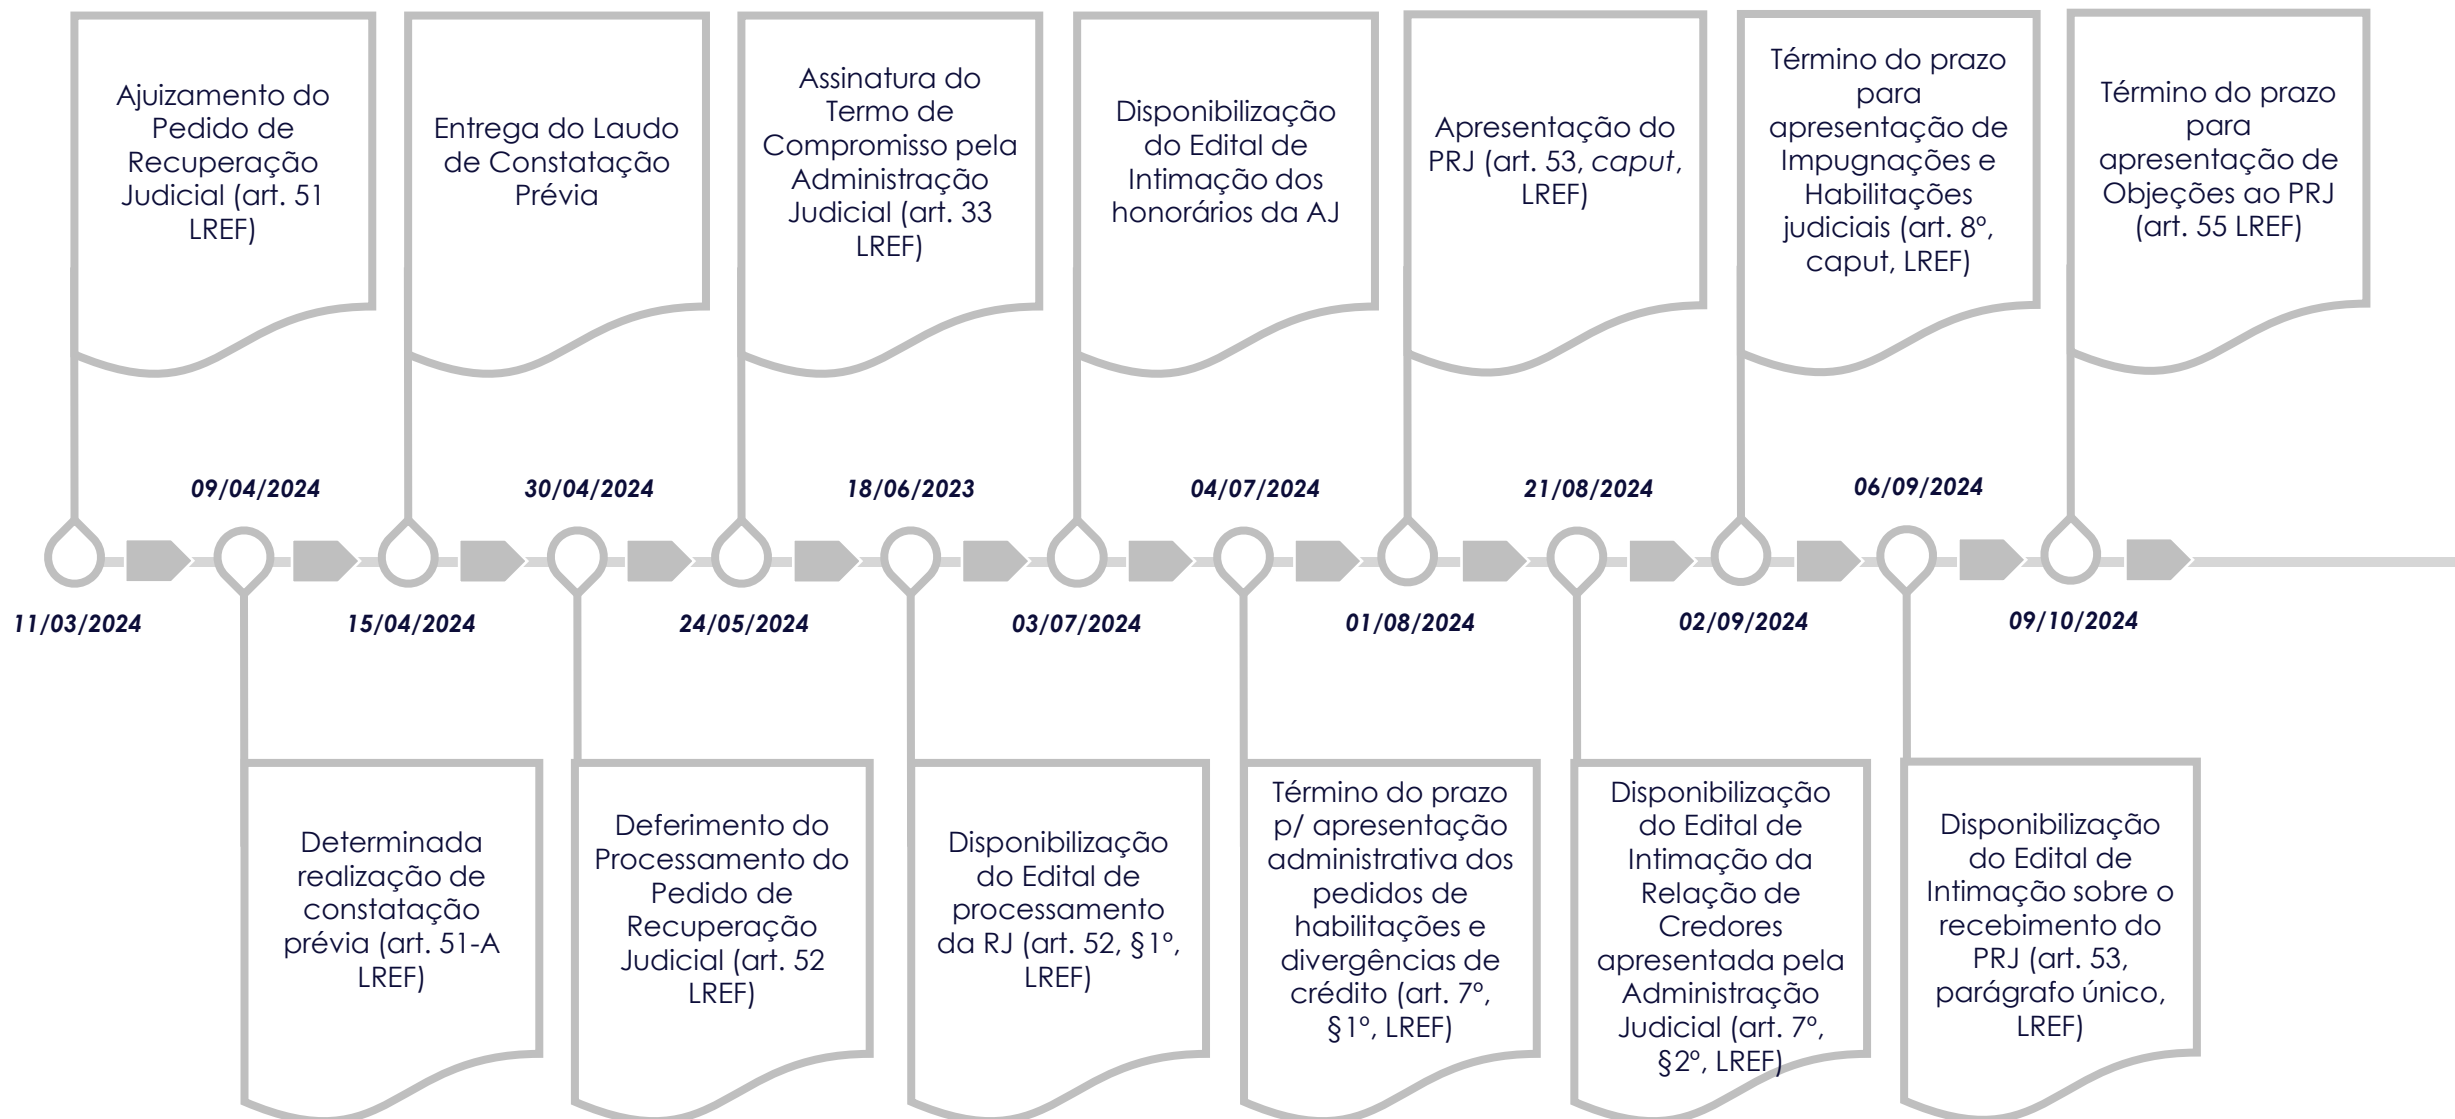 Ajuizamento do
Pedido de
Recuperação
Judicial (art. 51
LREF)
Entrega do Laudo
de Constatação
Prévia
Assinatura do
Termo de
Compromisso pela
Administração
Judicial (art. 33
LREF)
Disponibilização
do Edital de
Intimação dos
honorários da AJ
Apresentação do
PRJ (art. 53, caput,
LREF)
Término do prazo
para
apresentação de
Impugnações e
Habilitações
judiciais (art. 8º,
caput, LREF)
Término do prazo
para
apresentação de
Objeções ao PRJ
(art. 55 LREF)
09/04/2024
30/04/2024
18/06/2023
04/07/2024
21/08/2024
06/09/2024
11/03/2024
15/04/2024
24/05/2024
03/07/2024
01/08/2024
02/09/2024
09/10/2024
Determinada
realização de
constatação
prévia (art. 51-A
LREF)
Deferimento do
Processamento do
Pedido de
Recuperação
Judicial (art. 52
LREF)
Disponibilização
do Edital de
processamento
da RJ (art. 52, §1º,
LREF)
Término do prazo
p/ apresentação
administrativa dos
pedidos de
habilitações e
divergências de
crédito (art. 7º,
§1º, LREF)
Disponibilização
do Edital de
Intimação da
Relação de
Credores
apresentada pela
Administração
Judicial (art. 7º,
§2º, LREF)
Disponibilização
do Edital de
Intimação sobre o
recebimento do
PRJ (art. 53,
parágrafo único,
LREF)